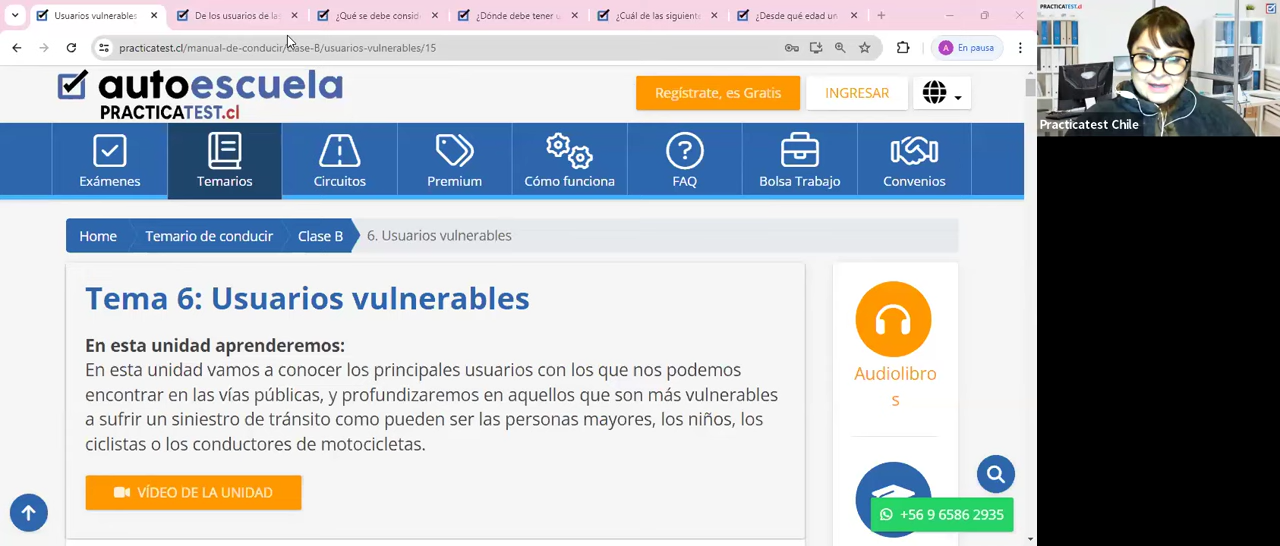 Usuarios vulnerables
De los usuarios de las
¿Qué se debe consid
¿Dónde debe tener u
¿Cuál de las siguiente
¿Desde qué edad un
practicatest.cl/manual-de-conducir/clase-B/usuarios-vulnerables/15
A
En pausa
PRACTICATEST.cl
Practicatest Chile
autoescuela
PRACTICATEST.cl
Regístrate, es Gratis
INGRESAR
Exámenes
Temarios
Circuitos
Premium
Cómo funciona
FAQ
Bolsa Trabajo
Convenios
Home
Temario de conducir
Clase B
6. Usuarios vulnerables
Tema 6: Usuarios vulnerables
En esta unidad aprenderemos:
En esta unidad vamos a conocer los principales usuarios con los que nos podemos
encontrar en las vías públicas, y profundizaremos en aquellos que son más vulnerables
a sufrir un siniestro de tránsito como pueden ser las personas mayores, los niños, los
ciclistas o los conductores de motocicletas.
VÍDEO DE LA UNIDAD
Audiolibro
s
+56 9 6586 2935